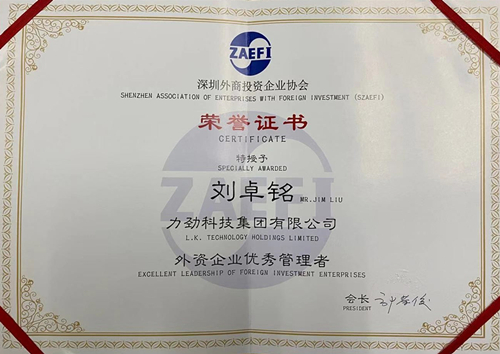 ZAEFI
深圳外商投资企业协会
SHENZHEN ASSOCIATION OF ENTERPRISES WITH FOREIGN INVESTMENT (SZAEFI)
荣誉证书
CERTIFICATE
特授予
SPECIALLY AWARDED
刘卓铭 MR.JIM LIU
力劲科技集团有限公司
L.K. TECHNOLOGY HOLDINGS LIMITED
外资企业优秀管理者
EXCELLENT LEADERSHIP OF FOREIGN INVESTMENT ENTERPRISES
会长
PRESIDENT
ZAEFI